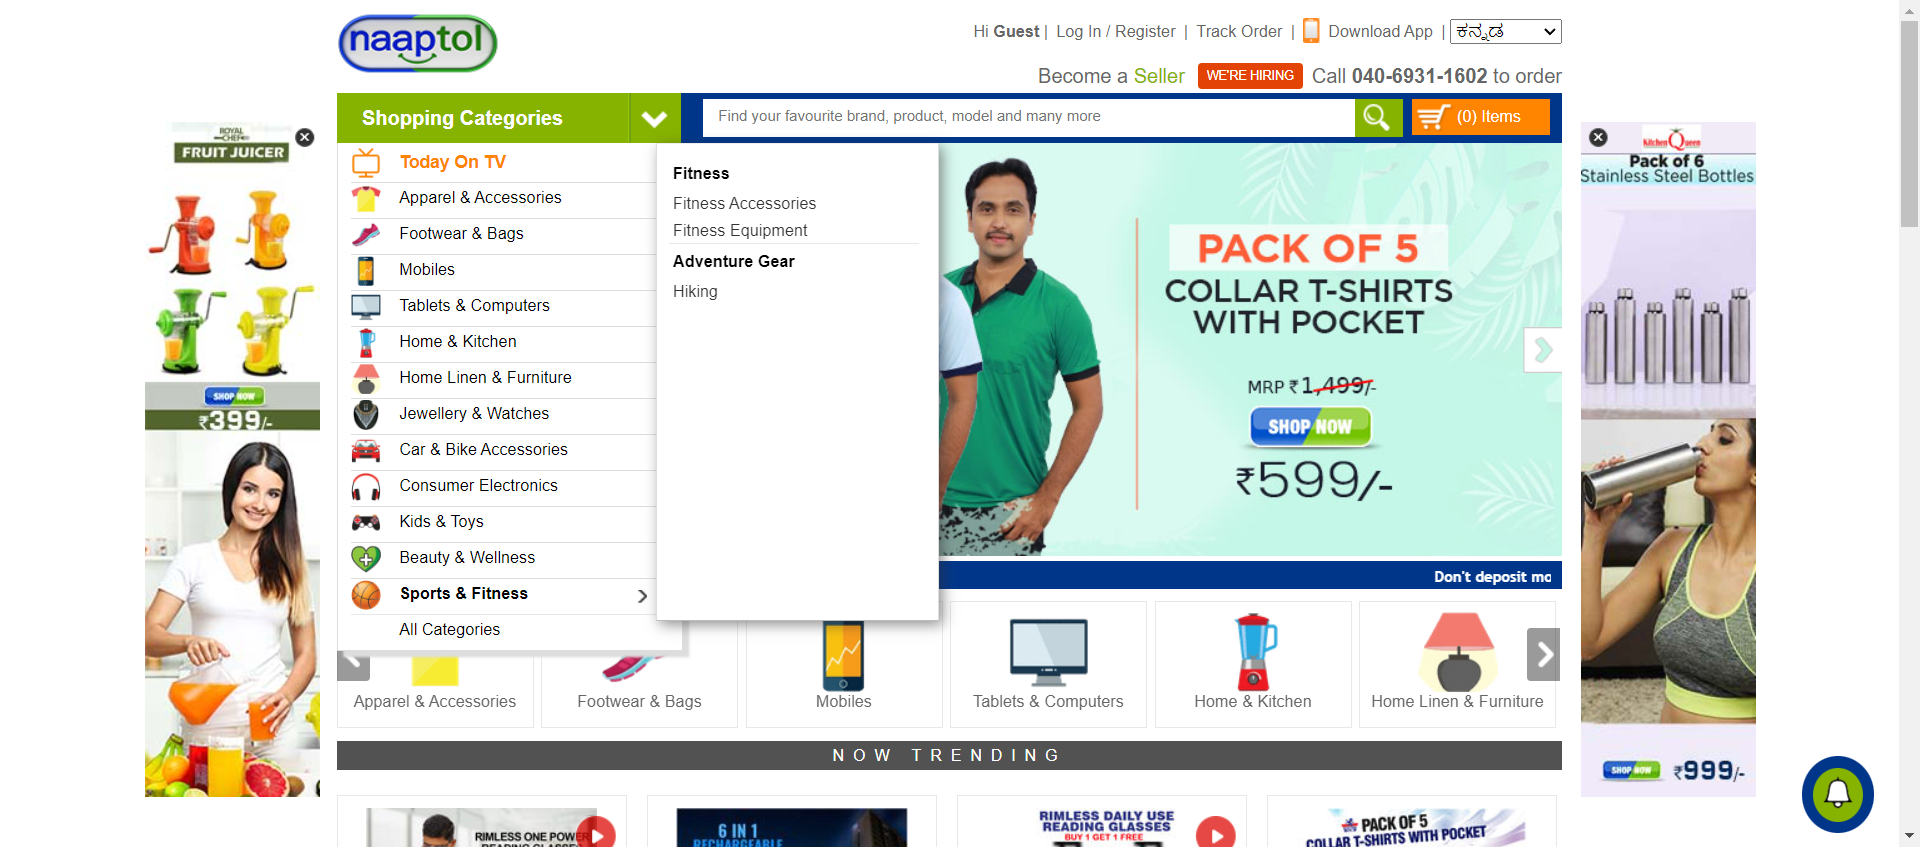 naaptol
Hi Guest | Log In / Register | Track Order | Download App | ಕನ್ನಡ
Become a Seller WE'RE HIRING Call 040-6931-1602 to order
Shopping Categories
Find your favourite brand, product, model and many more
(0) Items
Today On TV
Apparel & Accessories
Footwear & Bags
Mobiles
Tablets & Computers
Home & Kitchen
Home Linen & Furniture
Jewellery & Watches
Car & Bike Accessories
Consumer Electronics
Kids & Toys
Beauty & Wellness
Sports & Fitness
All Categories
Fitness
Fitness Accessories
Fitness Equipment
Adventure Gear
Hiking
PACK OF 5
COLLAR T-SHIRTS
WITH POCKET
MRP ₹1,499/-
SHOP NOW
₹599/-
Don't deposit mo
ROYAL
CHEF
FRUIT JUICER
SHOP NOW
₹399/-
Kitchen Queen
Pack of 6
Stainless Steel Bottles
SHOP NOW ₹999/-
Apparel & Accessories
Footwear & Bags
Mobiles
Tablets & Computers
Home & Kitchen
Home Linen & Furniture
NOW TRENDING
RIMLESS ONE POWER
READING GLASSES
6 IN 1
RECHARGEABLE
RIMLESS DAILY USE
READING GLASSES
BUY 1 GET 1 FREE
PACK OF 5
COLLAR T-SHIRTS WITH POCKET